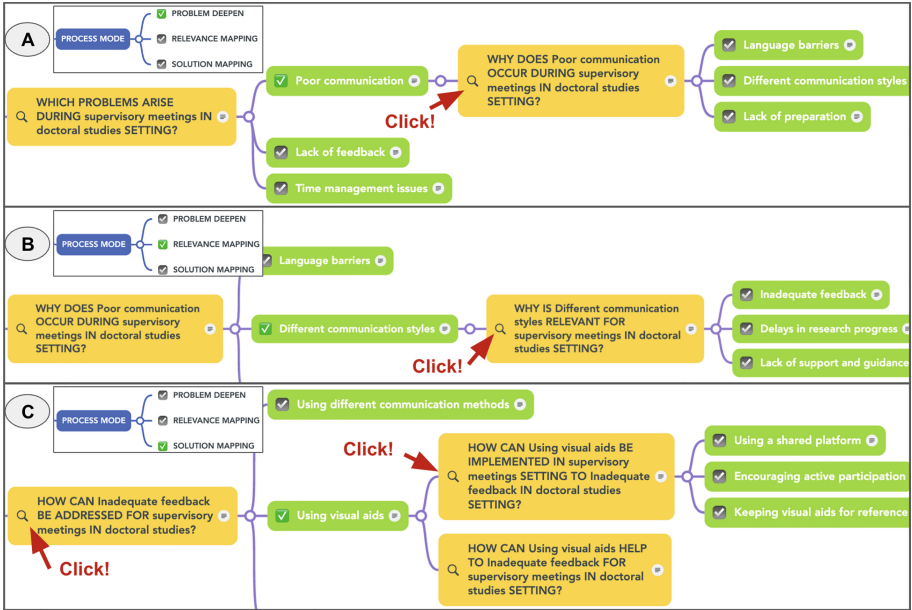 A
PROCESS MODE
PROBLEM DEEPEN
RELEVANCE MAPPING
SOLUTION MAPPING
WHICH PROBLEMS ARISE
DURING supervisory meetings IN
doctoral studies SETTING?
Poor communication
Lack of feedback
Time management issues
Click!
WHY DOES Poor communication
OCCUR DURING supervisory
meetings IN doctoral studies
SETTING?
Language barriers
Different communication styles
Lack of preparation
B
PROCESS MODE
PROBLEM DEEPEN
RELEVANCE MAPPING
SOLUTION MAPPING
WHY DOES Poor communication
OCCUR DURING supervisory
meetings IN doctoral studies
SETTING?
Language barriers
Different communication styles
Click!
WHY IS Different communication
styles RELEVANT FOR
supervisory meetings IN doctoral
studies SETTING?
Inadequate feedback
Delays in research progress
Lack of support and guidance
C
PROCESS MODE
PROBLEM DEEPEN
RELEVANCE MAPPING
SOLUTION MAPPING
HOW CAN Inadequate feedback
BE ADDRESSED FOR supervisory
meetings IN doctoral studies?
Click!
Using different communication methods
Using visual aids
Click!
HOW CAN Using visual aids BE
IMPLEMENTED IN supervisory
meetings SETTING TO Inadequate
feedback IN doctoral studies
SETTING?
Using a shared platform
Encouraging active participation
Keeping visual aids for reference
HOW CAN Using visual aids HELP
TO Inadequate feedback FOR
supervisory meetings IN doctoral
studies SETTING?